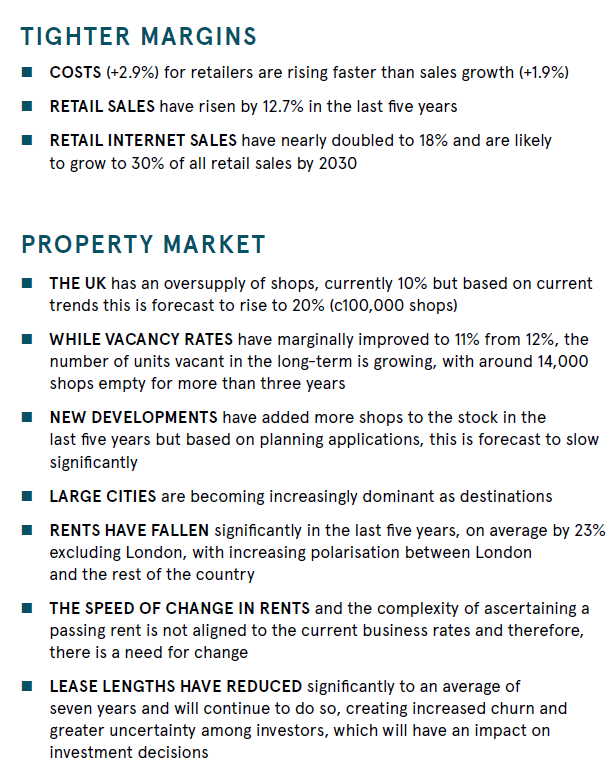 TIGHTER MARGINS
■ COSTS (+2.9%) for retailers are rising faster than sales growth (+1.9%)
■ RETAIL SALES have risen by 12.7% in the last five years
■ RETAIL INTERNET SALES have nearly doubled to 18% and are likely
to grow to 30% of all retail sales by 2030
PROPERTY MARKET
■ THE UK has an oversupply of shops, currently 10% but based on current
trends this is forecast to rise to 20% (c100,000 shops)
■ WHILE VACANCY RATES have marginally improved to 11% from 12%, the
number of units vacant in the long-term is growing, with around 14,000
shops empty for more than three years
■ NEW DEVELOPMENTS have added more shops to the stock in the
last five years but based on planning applications, this is forecast to slow
significantly
■ LARGE CITIES are becoming increasingly dominant as destinations
■ RENTS HAVE FALLEN significantly in the last five years, on average by 23%
excluding London, with increasing polarisation between London
and the rest of the country
■ THE SPEED OF CHANGE IN RENTS and the complexity of ascertaining a
passing rent is not aligned to the current business rates and therefore,
there is a need for change
■ LEASE LENGTHS HAVE REDUCED significantly to an average of
seven years and will continue to do so, creating increased churn and
greater uncertainty among investors, which will have an impact on
investment decisions